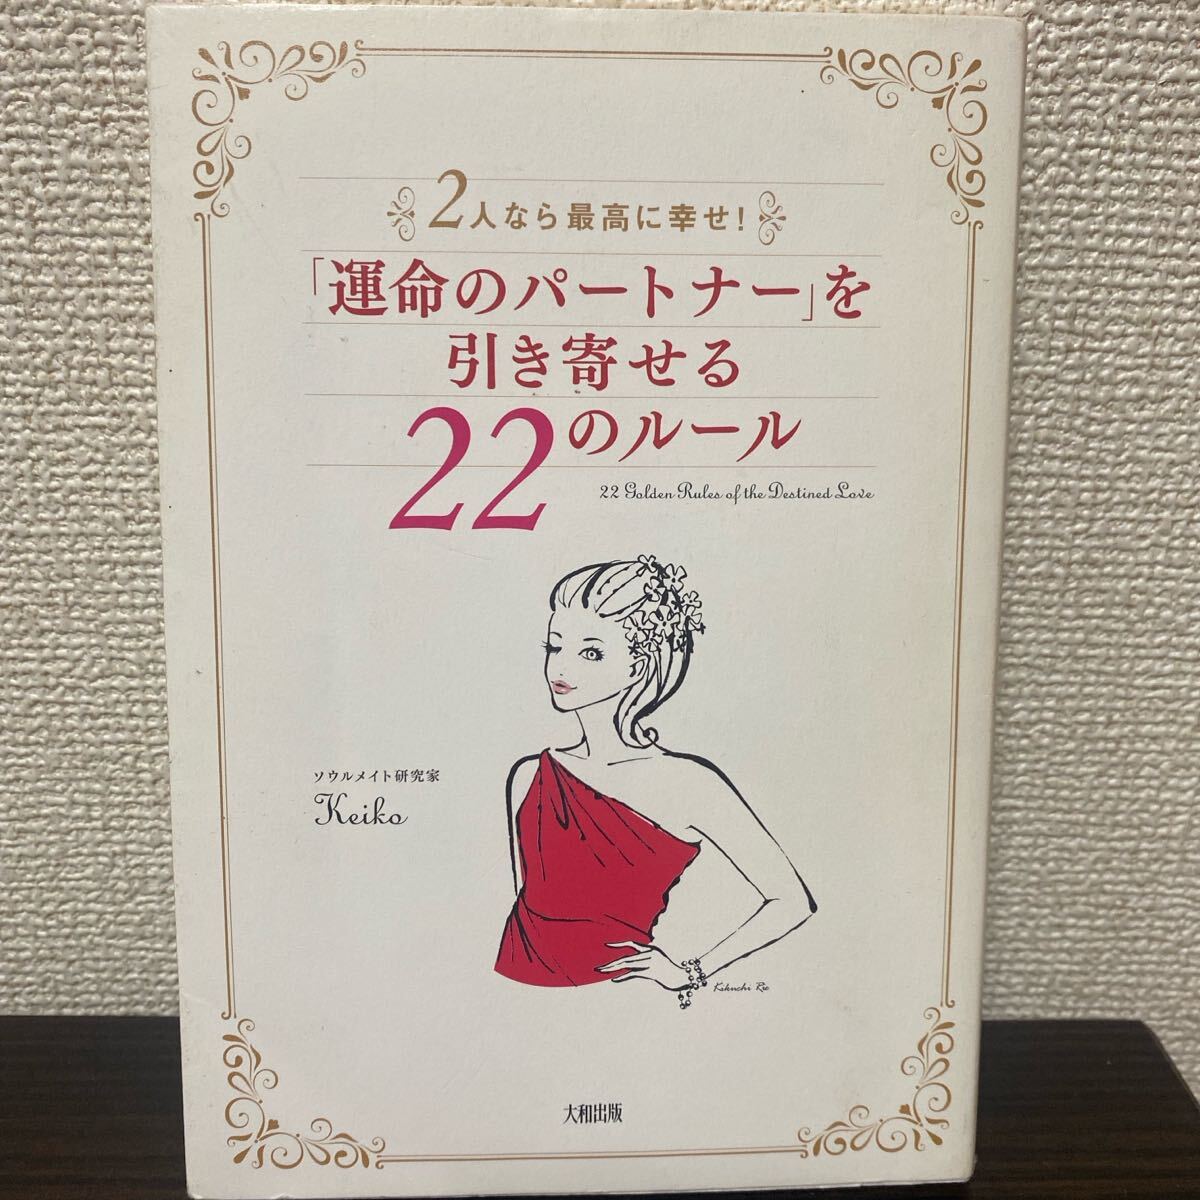 2人なら最高に幸せ!
「運命のパートナー」を
引き寄せる
22のルール
22 Golden Rules of the Destined Love
ソウルメイト研究家
Keiko
Kikuchi Rie
大和出版